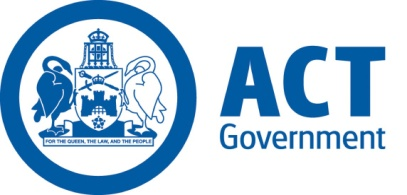 ACT
Government
FOR THE QUEEN, THE LAW, AND THE PEOPLE